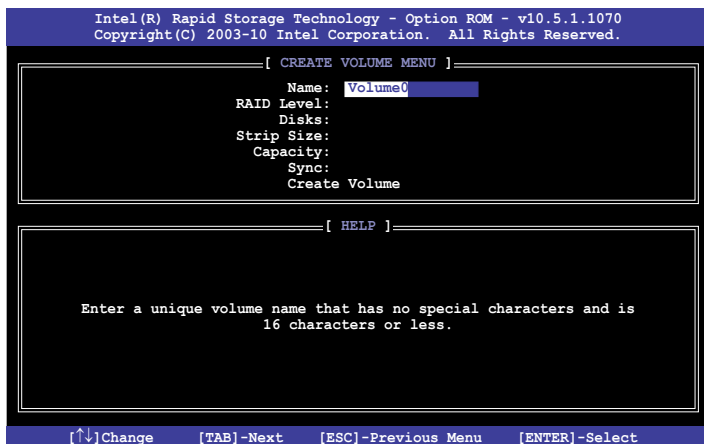 Intel(R) Rapid Storage Technology - Option ROM - v10.5.1.1070
Copyright(C) 2003-10 Intel Corporation. All Rights Reserved.
[ CREATE VOLUME MENU ]
Name: Volume0
RAID Level:
Disks:
Strip Size:
Capacity:
Sync:
Create Volume
[ HELP ]
Enter a unique volume name that has no special characters and is
16 characters or less.
[↑↓]Change [TAB]-Next [ESC]-Previous Menu [ENTER]-Select